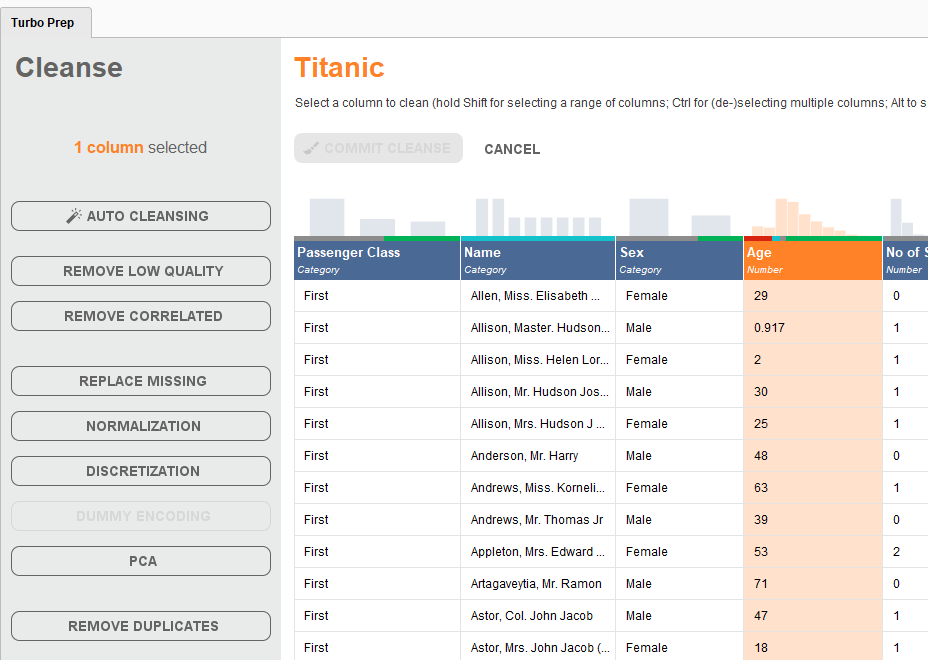 Turbo Prep
Cleanse
1 column selected
AUTO CLEANSING
REMOVE LOW QUALITY
REMOVE CORRELATED
REPLACE MISSING
NORMALIZATION
DISCRETIZATION
DUMMY ENCODING
PCA
REMOVE DUPLICATES
Titanic
Select a column to clean (hold Shift for selecting a range of columns; Ctrl for (de-)selecting multiple columns; Alt to s
COMMIT CLEANSE CANCEL
Passenger Class Name Sex Age No of S
Category Category Category Number Number
First Allen, Miss. Elisabeth ... Female 29 0
First Allison, Master. Hudson... Male 0.917 1
First Allison, Miss. Helen Lor... Female 2 1
First Allison, Mr. Hudson Jos... Male 30 1
First Allison, Mrs. Hudson J ... Female 25 1
First Anderson, Mr. Harry Male 48 0
First Andrews, Miss. Korneli... Female 63 1
First Andrews, Mr. Thomas Jr Male 39 0
First Appleton, Mrs. Edward ... Female 53 2
First Artagaveytia, Mr. Ramon Male 71 0
First Astor, Col. John Jacob Male 47 1
First Astor, Mrs. John Jacob (... Female 18 1